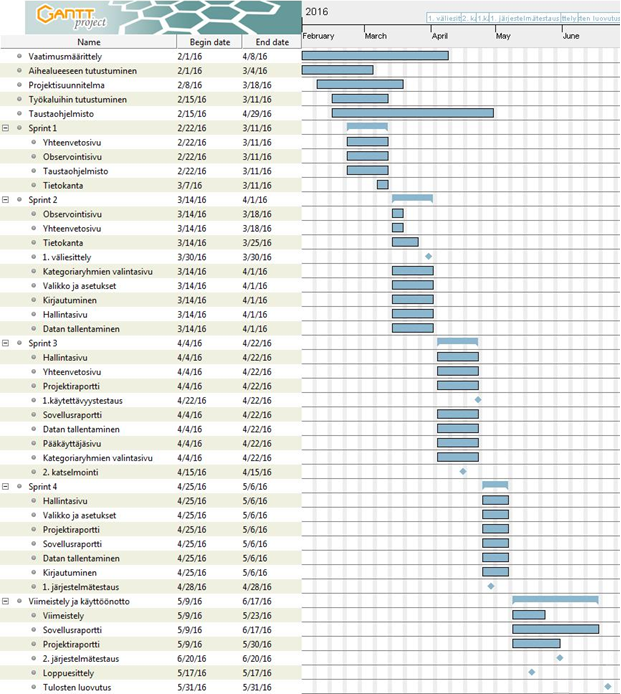 GANTT
project
2016
1. väliesit 2. k 1.k 1. järjestelmätestaus ttely ten luovutus
Name Begin date End date February March April May June
Vaatimusmäärittely 2/1/16 4/8/16
Aihealueeseen tutustuminen 2/1/16 3/4/16
Projektisuunnitelma 2/8/16 3/18/16
Työkaluihin tutustuminen 2/15/16 3/11/16
Taustaohjelmisto 2/15/16 4/29/16
Sprint 1 2/22/16 3/11/16
Yhteenvetosivu 2/22/16 3/11/16
Observointisivu 2/22/16 3/11/16
Taustaohjelmisto 2/22/16 3/11/16
Tietokanta 3/7/16 3/11/16
Sprint 2 3/14/16 4/1/16
Observointisivu 3/14/16 3/18/16
Yhteenvetosivu 3/14/16 3/18/16
Tietokanta 3/14/16 3/25/16
1. väliesittely 3/30/16 3/30/16
Kategoriaryhmien valintasivu 3/14/16 4/1/16
Valikko ja asetukset 3/14/16 4/1/16
Kirjautuminen 3/14/16 4/1/16
Hallintasivu 3/14/16 4/1/16
Datan tallentaminen 3/14/16 4/1/16
Sprint 3 4/4/16 4/22/16
Hallintasivu 4/4/16 4/22/16
Yhteenvetosivu 4/4/16 4/22/16
Projektiraportti 4/4/16 4/22/16
1.käytettävyystestaus 4/22/16 4/22/16
Sovellusraportti 4/4/16 4/22/16
Datan tallentaminen 4/4/16 4/22/16
Pääkäyttäjäsivu 4/4/16 4/22/16
Kategoriaryhmien valintasivu 4/4/16 4/22/16
2. katselmointi 4/15/16 4/15/16
Sprint 4 4/25/16 5/6/16
Hallintasivu 4/25/16 5/6/16
Valikko ja asetukset 4/25/16 5/6/16
Projektiraportti 4/25/16 5/6/16
Sovellusraportti 4/25/16 5/6/16
Datan tallentaminen 4/25/16 5/6/16
Kirjautuminen 4/25/16 5/6/16
1. järjestelmätestaus 4/28/16 4/28/16
Viimeistely ja käyttöönotto 5/9/16 6/17/16
Viimeistely 5/9/16 5/23/16
Sovellusraportti 5/9/16 6/17/16
Projektiraportti 5/9/16 5/30/16
2. järjestelmätestaus 6/20/16 6/20/16
Loppuesittely 5/17/16 5/17/16
Tulosten luovutus 5/31/16 5/31/16